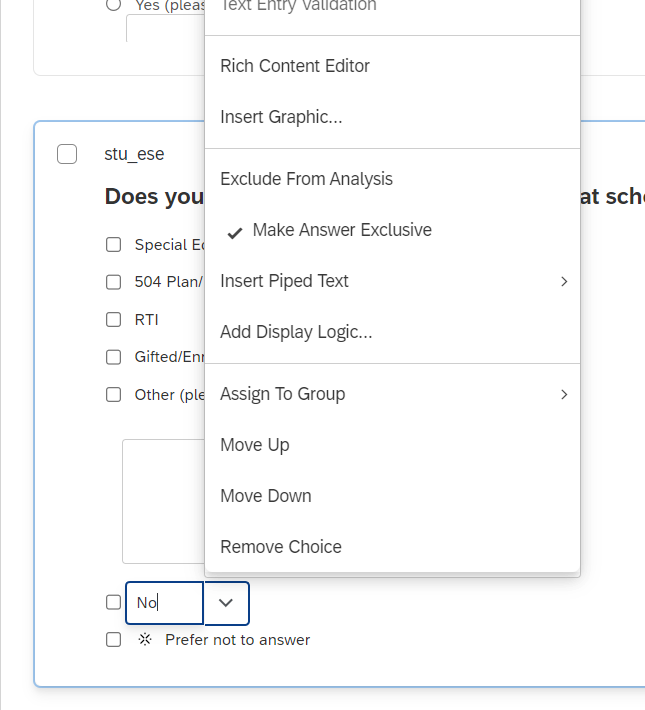 Text Entry Validation
Yes (pleas
Rich Content Editor
Insert Graphic...
Exclude From Analysis
Make Answer Exclusive
Insert Piped Text
Add Display Logic...
Assign To Group
Move Up
Move Down
Remove Choice
stu_ese
Does you at sch
Special Ed
504 Plan/
RTI
Gifted/Enr
Other (ple
No
Prefer not to answer